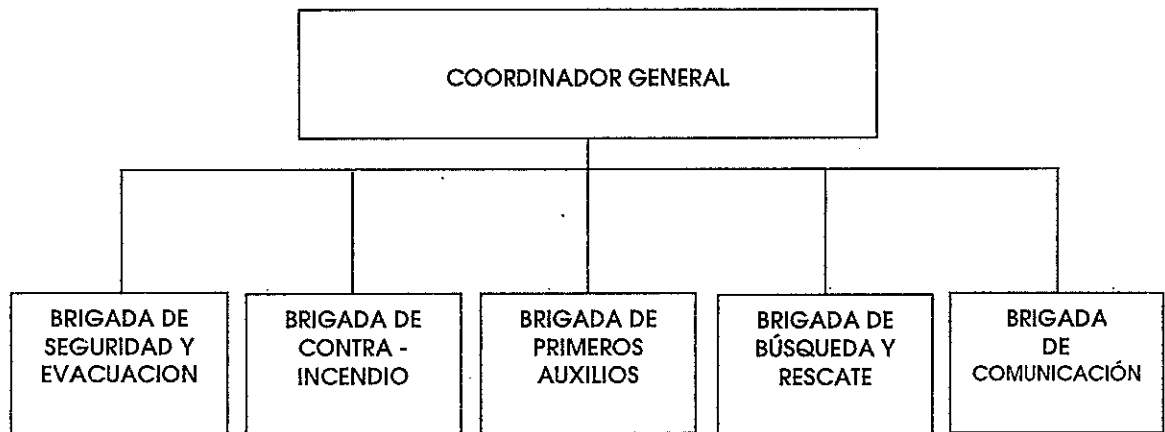 COORDINADOR GENERAL
BRIGADA DE
SEGURIDAD Y
EVACUACION
BRIGADA DE
CONTRA -
INCENDIO
BRIGADA DE
PRIMEROS
AUXILIOS
BRIGADA DE
BÚSQUEDA Y
RESCATE
BRIGADA
DE
COMUNICACIÓN